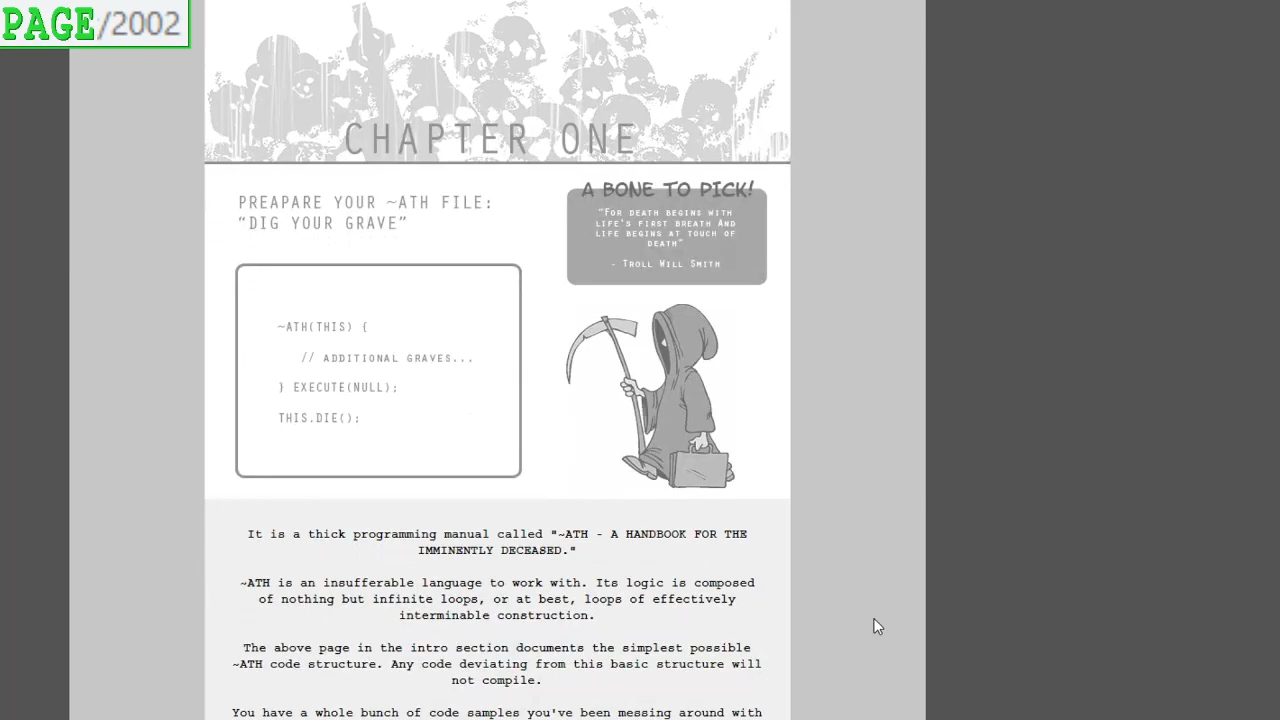 PAGE/2002
CHAPTER ONE
PREAPARE YOUR ~ATH FILE:
“DIG YOUR GRAVE”
A BONE TO PICK!
“FOR DEATH BEGINS WITH
LIFE'S FIRST BREATH AND
LIFE BEGINS AT TOUCH OF
DEATH”
- TROLL WILL SMITH
~ATH(THIS) {
// ADDITIONAL GRAVES...
} EXECUTE(NULL);
THIS.DIE();
It is a thick programming manual called "~ATH - A HANDBOOK FOR THE
IMMINENTLY DECEASED."
~ATH is an insufferable language to work with. Its logic is composed
of nothing but infinite loops, or at best, loops of effectively
interminable construction.
The above page in the intro section documents the simplest possible
~ATH code structure. Any code deviating from this basic structure will
not compile.
You have a whole bunch of code samples you've been messing around with